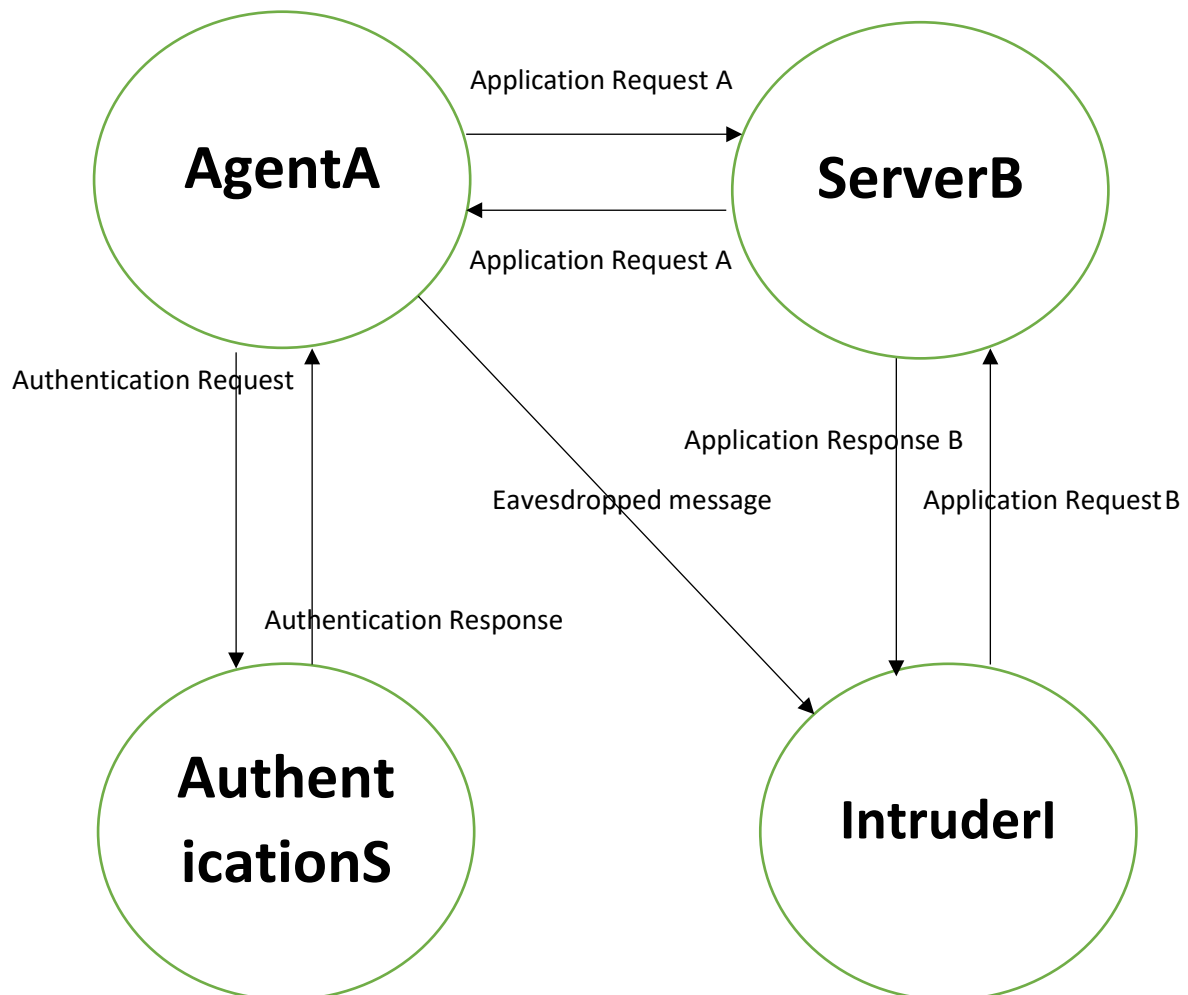 Application Request A
AgentA
ServerB
Application Request A
Authentication Request
Application Response B
Eavesdropped message
Application Request B
Authentication Response
Authent
icationS
IntruderI